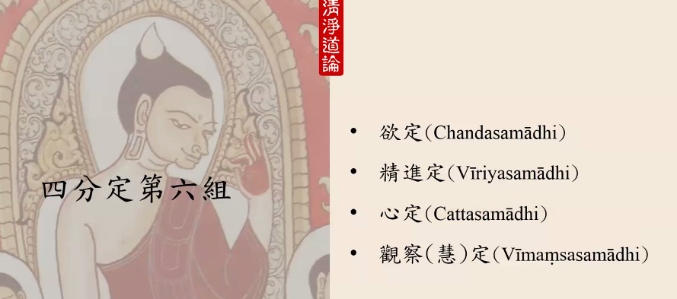 清淨道論
四分定第六組
• 欲定(Chandasamādhi)
• 精進定(Vīriyasamādhi)
• 心定(Cattasamādhi)
• 觀察(慧)定(Vīmaṃsasamādhi)